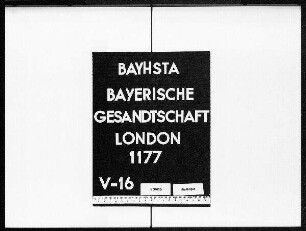 BAYHSTA
BAYERISCHE
GESANDTSCHAFT
LONDON
1177
V-16